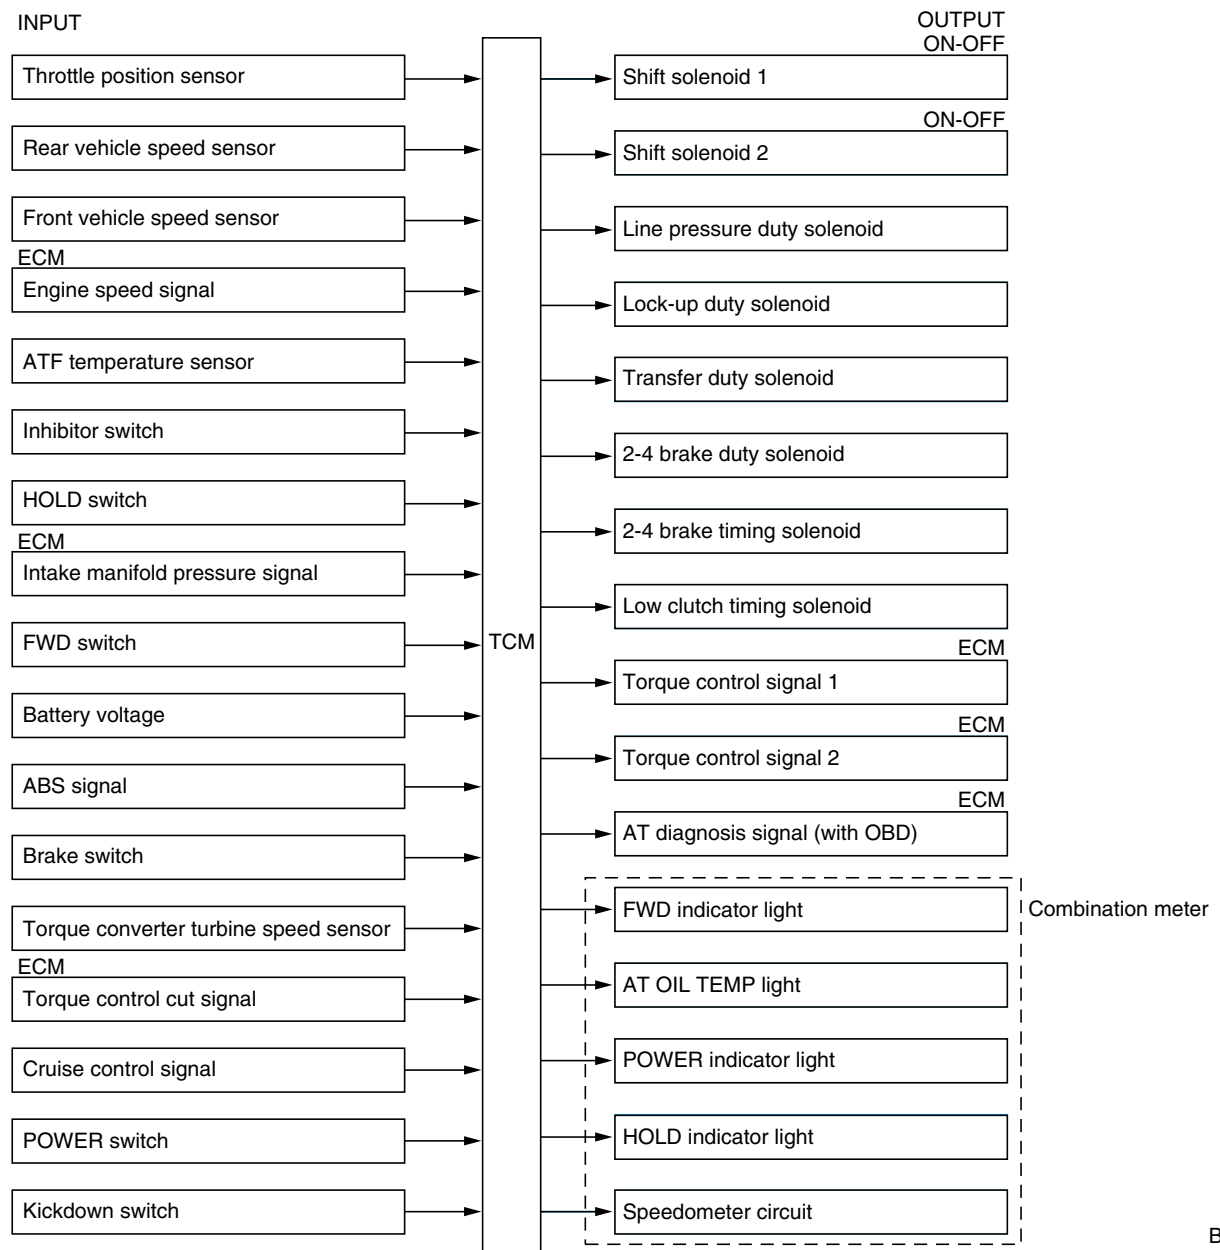 INPUT
Throttle position sensor
Rear vehicle speed sensor
Front vehicle speed sensor
ECM
Engine speed signal
ATF temperature sensor
Inhibitor switch
HOLD switch
ECM
Intake manifold pressure signal
FWD switch
Battery voltage
ABS signal
Brake switch
Torque converter turbine speed sensor
ECM
Torque control cut signal
Cruise control signal
POWER switch
Kickdown switch
TCM
OUTPUT
ON-OFF
Shift solenoid 1
ON-OFF
Shift solenoid 2
Line pressure duty solenoid
Lock-up duty solenoid
Transfer duty solenoid
2-4 brake duty solenoid
2-4 brake timing solenoid
Low clutch timing solenoid
ECM
Torque control signal 1
ECM
Torque control signal 2
ECM
AT diagnosis signal (with OBD)
FWD indicator light
Combination meter
AT OIL TEMP light
POWER indicator light
HOLD indicator light
Speedometer circuit
B